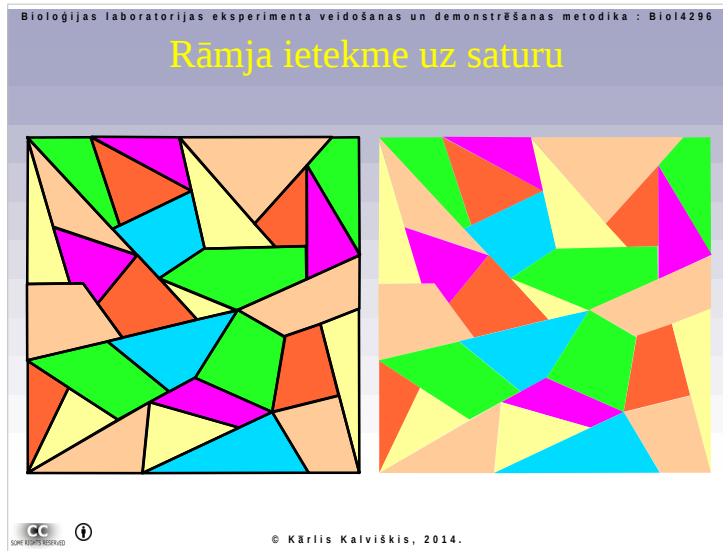 Bioloģijas laboratorijas eksperimenta veidošanas un demonstrēšanas metodika : Biol4296
Rāmja ietekme uz saturu
CC
SOME RIGHTS RESERVED
© Kārlis Kalviškis, 2014.